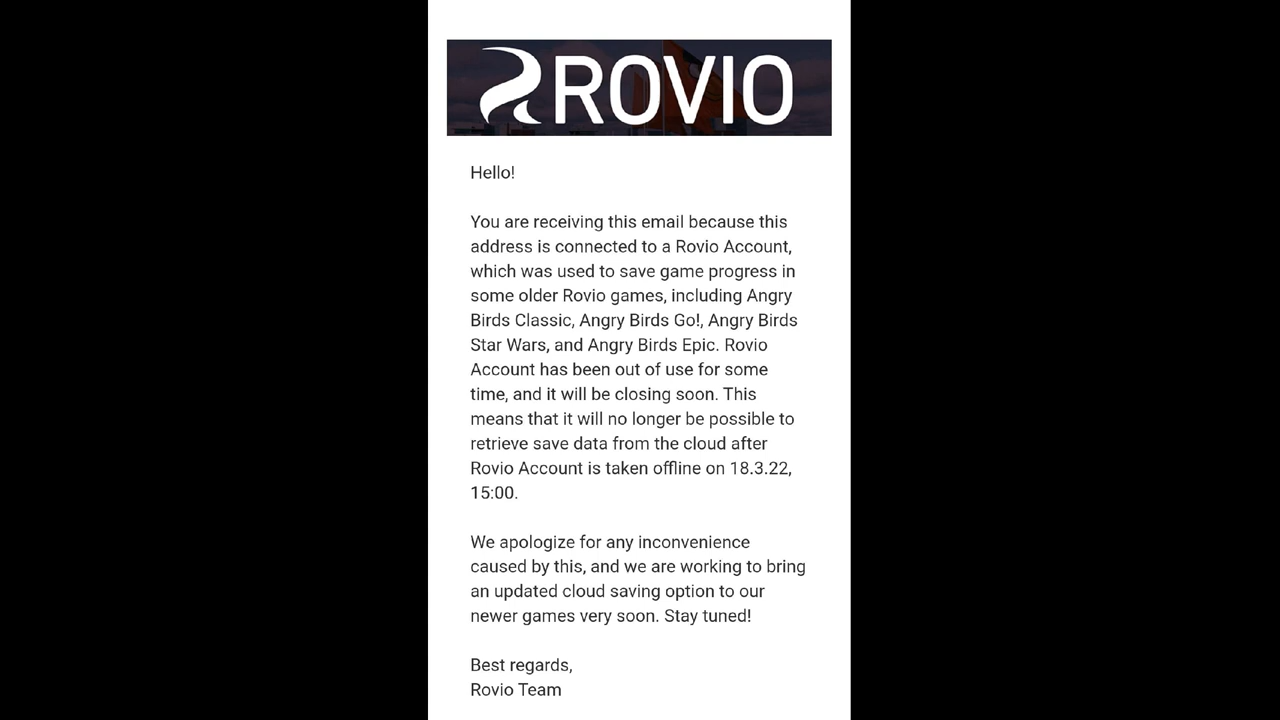 ROVIO
Hello!
You are receiving this email because this
address is connected to a Rovio Account,
which was used to save game progress in
some older Rovio games, including Angry
Birds Classic, Angry Birds Go!, Angry Birds
Star Wars, and Angry Birds Epic. Rovio
Account has been out of use for some
time, and it will be closing soon. This
means that it will no longer be possible to
retrieve save data from the cloud after
Rovio Account is taken offline on 18.3.22,
15:00.
We apologize for any inconvenience
caused by this, and we are working to bring
an updated cloud saving option to our
newer games very soon. Stay tuned!
Best regards,
Rovio Team